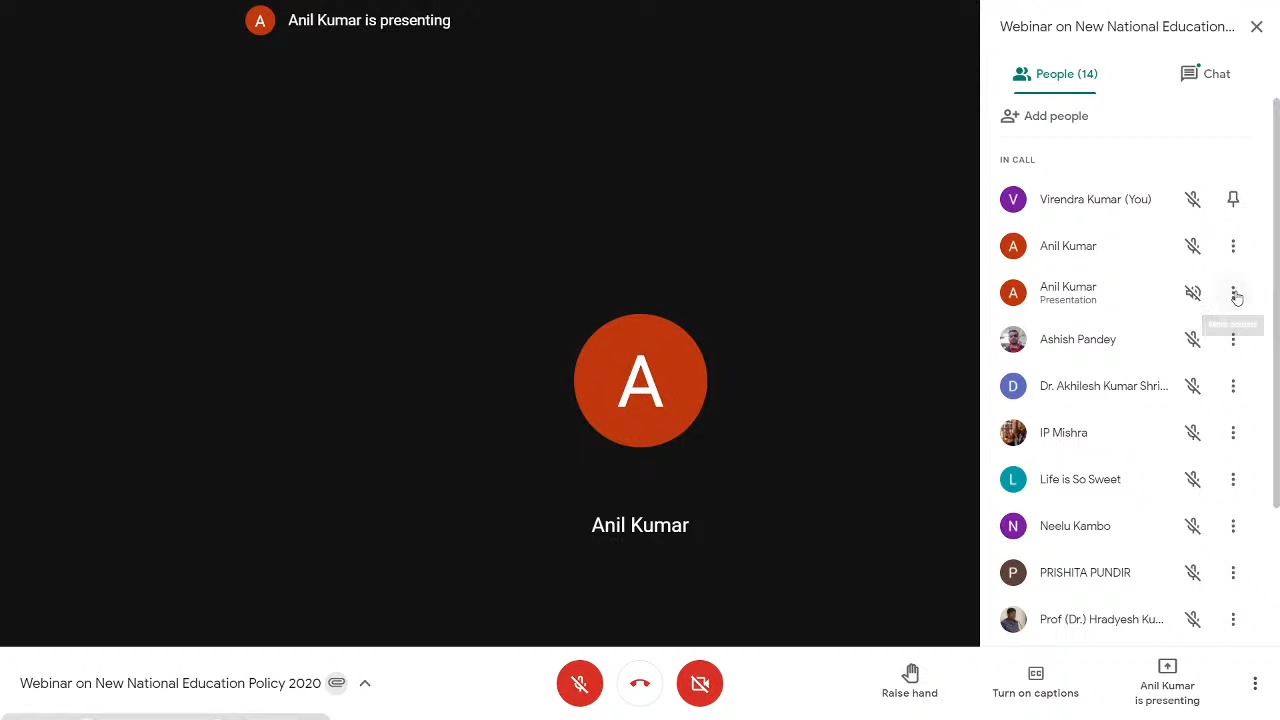 A Anil Kumar is presenting
Webinar on New National Education...
People (14)
Chat
Add people
IN CALL
V Virendra Kumar (You)
A Anil Kumar
A Anil Kumar
Presentation
Ashish Pandey
D Dr. Akhilesh Kumar Shri...
IP Mishra
L Life is So Sweet
N Neelu Kambo
P PRISHITA PUNDIR
Prof (Dr.) Hradyesh Ku...
A
Anil Kumar
Webinar on New National Education Policy 2020
Raise hand
CC
Turn on captions
Anil Kumar
is presenting